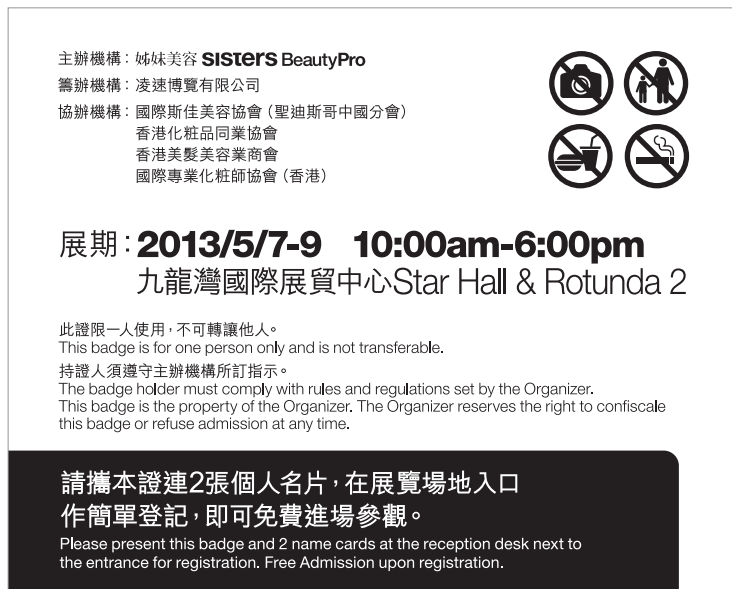 主辦機構：姊妹美容 SISTERS BeautyPro
籌辦機構：凌速博覽有限公司
協辦機構：國際斯佳美容協會（聖迪斯哥中國分會）
香港化粧品同業協會
香港美髮美容業商會
國際專業化粧師協會（香港）
展期：2013/5/7-9 10:00am-6:00pm
九龍灣國際展貿中心Star Hall & Rotunda 2
此證限一人使用，不可轉讓他人。
This badge is for one person only and is not transferable.
持證人須遵守主辦機構所訂指示。
The badge holder must comply with rules and regulations set by the Organizer.
This badge is the property of the Organizer. The Organizer reserves the right to confiscale
this badge or refuse admission at any time.
請攜本證連2張個人名片，在展覽場地入口
作簡單登記，即可免費進場參觀。
Please present this badge and 2 name cards at the reception desk next to
the entrance for registration. Free Admission upon registration.